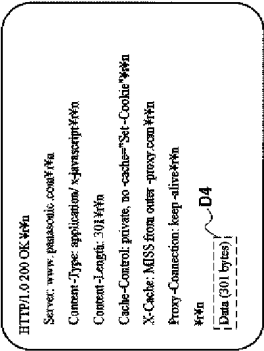 HTTP/1.0 200 OK¥r¥n
Server: www.panasonic.com¥r¥n
Content-Type: application/ x-javascript¥r¥n
Content-Length: 301¥r¥n
Cache-Control: private, no -cache="Set -Cookie"¥r¥n
X-Cache: MISS from outer -proxy.com¥r¥n
Proxy -Connection: keep -alive¥r¥n
¥r¥n
Data (301 bytes)
D4